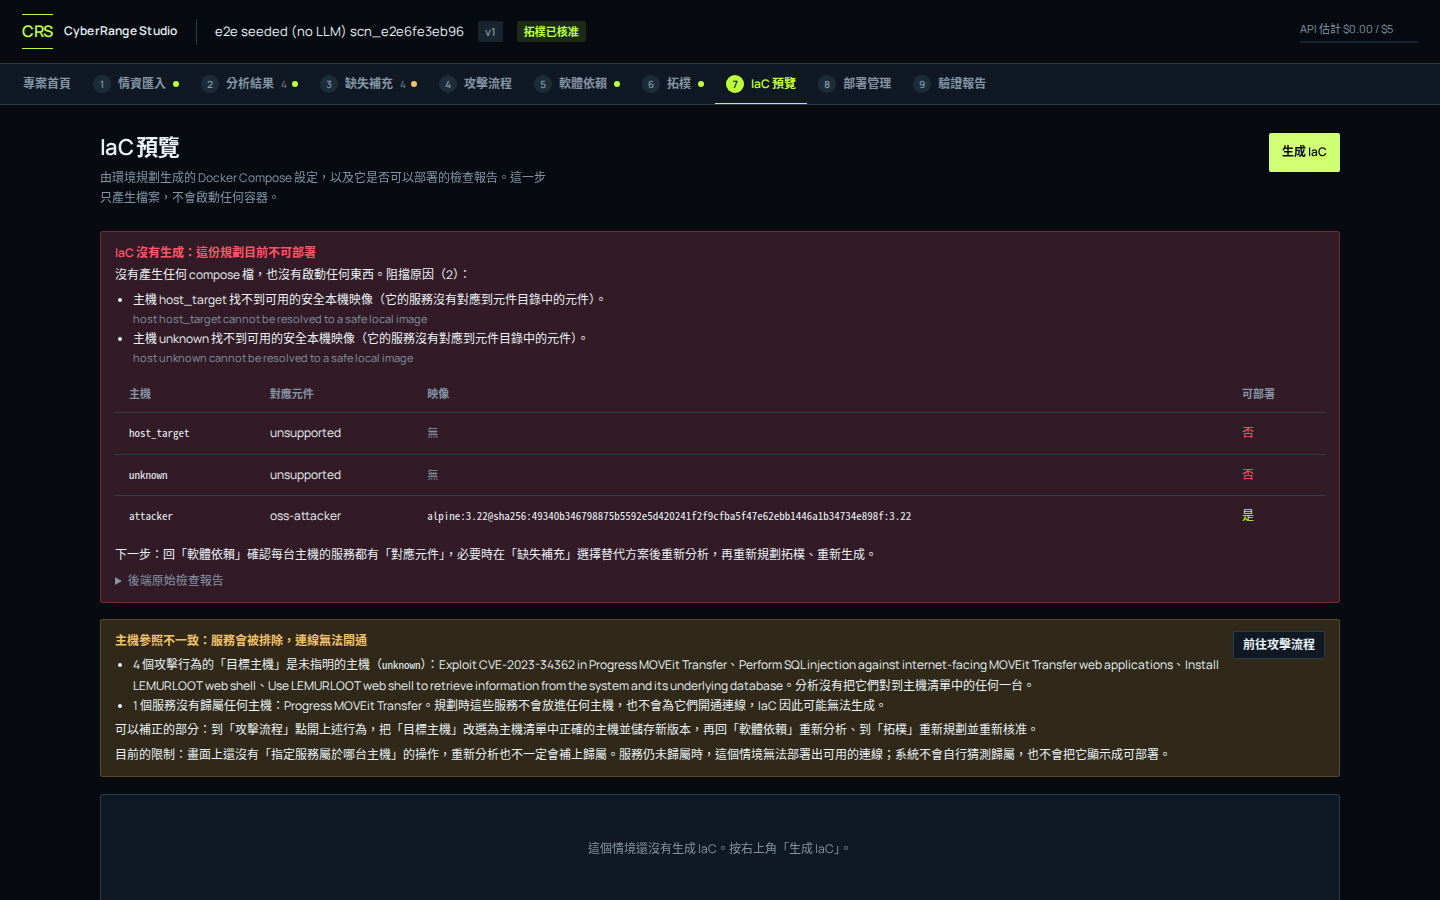 CRS CyberRange Studio e2e seeded (no LLM) scn_e2e6fe3eb96 v1 拓樸已核准 API 估計 $0.00 / $5
專案首頁 1 情資匯入 2 分析結果 4 3 缺失補充 4 4 攻擊流程 5 軟體依賴 6 拓樸 7 IaC 預覽 8 部署管理 9 驗證報告
IaC 預覽
生成 IaC
由環境規劃生成的 Docker Compose 設定，以及它是否可以部署的檢查報告。這一步
只產生檔案，不會啟動任何容器。
IaC 沒有生成：這份規劃目前不可部署
沒有產生任何 compose 檔，也沒有啟動任何東西。阻擋原因（2）：
• 主機 host_target 找不到可用的安全本機映像（它的服務沒有對應到元件目錄中的元件）。
host host_target cannot be resolved to a safe local image
• 主機 unknown 找不到可用的安全本機映像（它的服務沒有對應到元件目錄中的元件）。
host unknown cannot be resolved to a safe local image
主機 對應元件 映像 可部署
host_target unsupported 無 否
unknown unsupported 無 否
attacker oss-attacker alpine:3.22@sha256:49340b346798875b5592e5d420241f2f9cfba5f47e62ebb1446a1b34734e898f:3.22 是
下一步：回「軟體依賴」確認每台主機的服務都有「對應元件」，必要時在「缺失補充」選擇替代方案後重新分析，再重新規劃拓樸、重新生成。
▶ 後端原始檢查報告
主機參照不一致：服務會被排除，連線無法開通
前往攻擊流程
• 4 個攻擊行為的「目標主機」是未指明的主機（unknown）：Exploit CVE-2023-34362 in Progress MOVEit Transfer、Perform SQL injection against internet-facing MOVEit Transfer web applications、Install
LEMURLOOT web shell、Use LEMURLOOT web shell to retrieve information from the system and its underlying database。分析沒有把它們對到主機清單中的任何一台。
• 1 個服務沒有歸屬任何主機：Progress MOVEit Transfer。規劃時這些服務不會放進任何主機，也不會為它們開通連線，IaC 因此可能無法生成。
可以補正的部分：到「攻擊流程」點開上述行為，把「目標主機」改選為主機清單中正確的主機並儲存新版本，再回「軟體依賴」重新分析、到「拓樸」重新規劃並重新核准。
目前的限制：畫面上還沒有「指定服務屬於哪台主機」的操作，重新分析也不一定會補上歸屬。服務仍未歸屬時，這個情境無法部署出可用的連線；系統不會自行猜測歸屬，也不會把它顯示成可部署。
這個情境還沒有生成 IaC。按右上角「生成 IaC」。